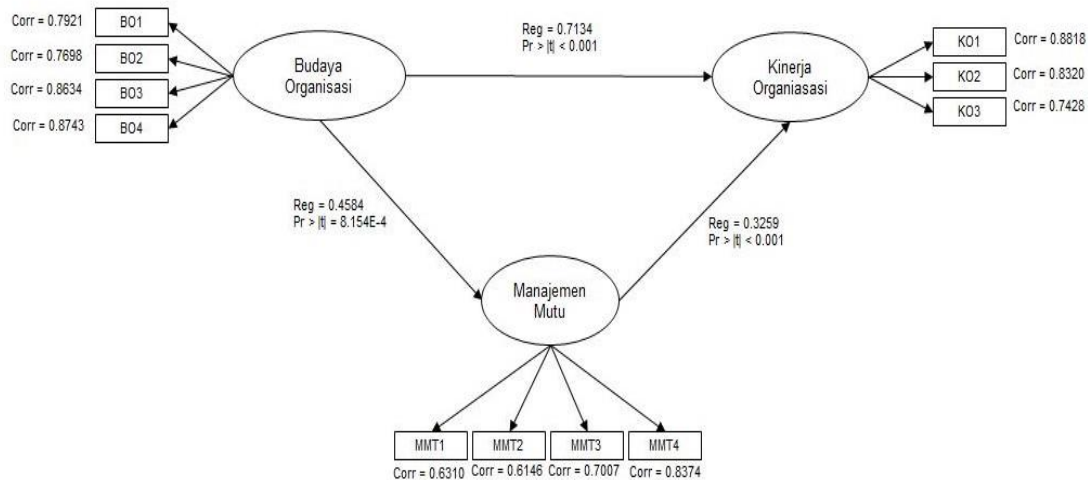 Corr = 0.7921
BO1
Corr = 0.7698
BO2
Corr = 0.8634
BO3
Corr = 0.8743
BO4
Budaya
Organisasi
Reg = 0.7134
Pr > |t| < 0.001
Kinerja
Organiasasi
KO1
Corr = 0.8818
KO2
Corr = 0.8320
KO3
Corr = 0.7428
Reg = 0.4584
Pr > |t| = 8.154E-4
Reg = 0.3259
Pr > |t| < 0.001
Manajemen
Mutu
MMT1
MMT2
MMT3
MMT4
Corr = 0.6310
Corr = 0.6146
Corr = 0.7007
Corr = 0.8374